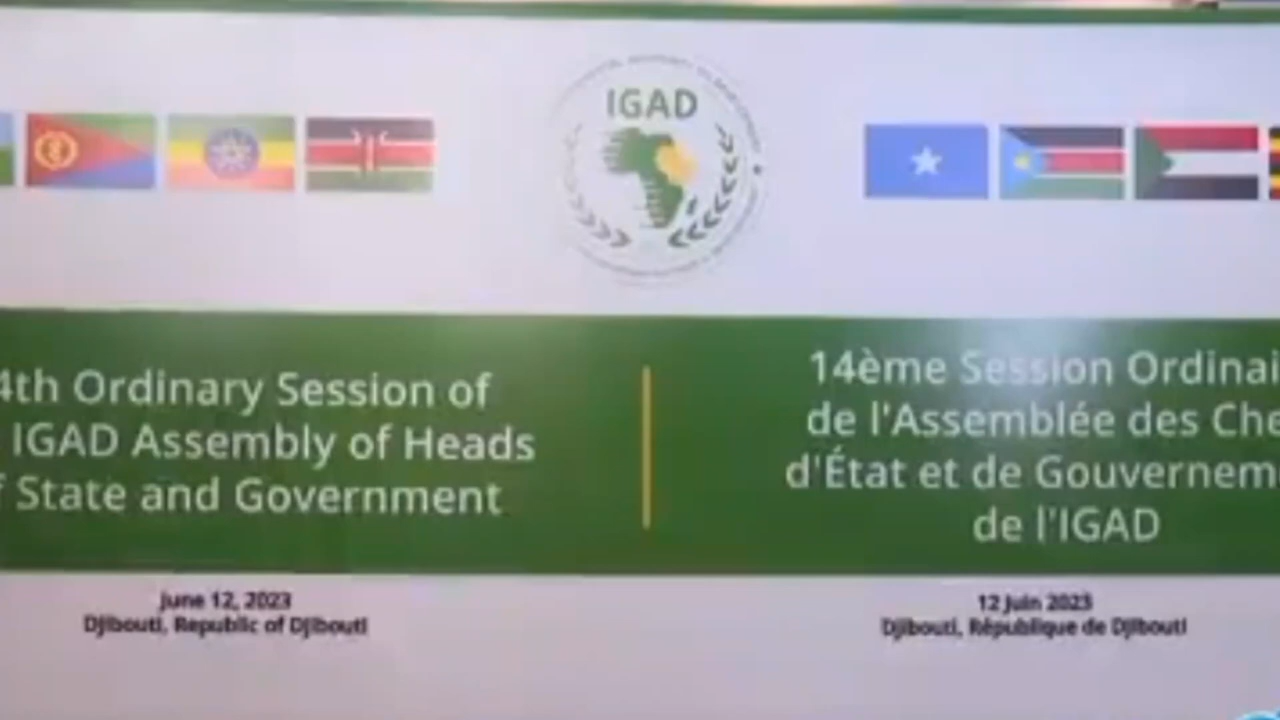 IGAD
4th Ordinary Session of
IGAD Assembly of Heads
f State and Government
14ème Session Ordinai
de l'Assemblée des Che
d'État et de Gouvernem
de l'IGAD
June 12, 2023
Djibouti, Republic of Djibouti
12 Juin 2023
Djibouti, République de Djibouti